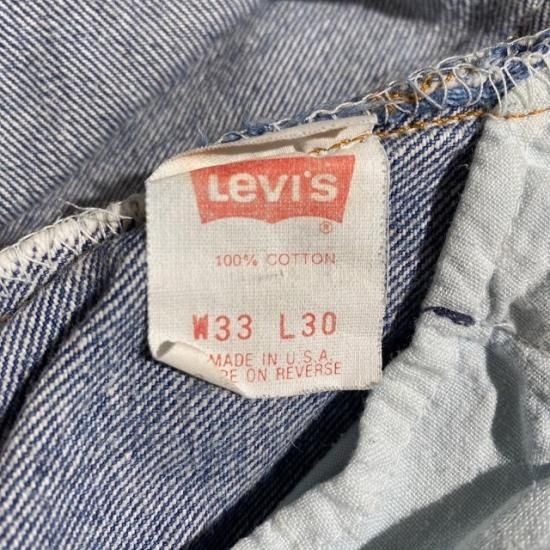 Levi's
®
100% COTTON
W33 L30
MADE IN U.S.A.
ON REVERSE